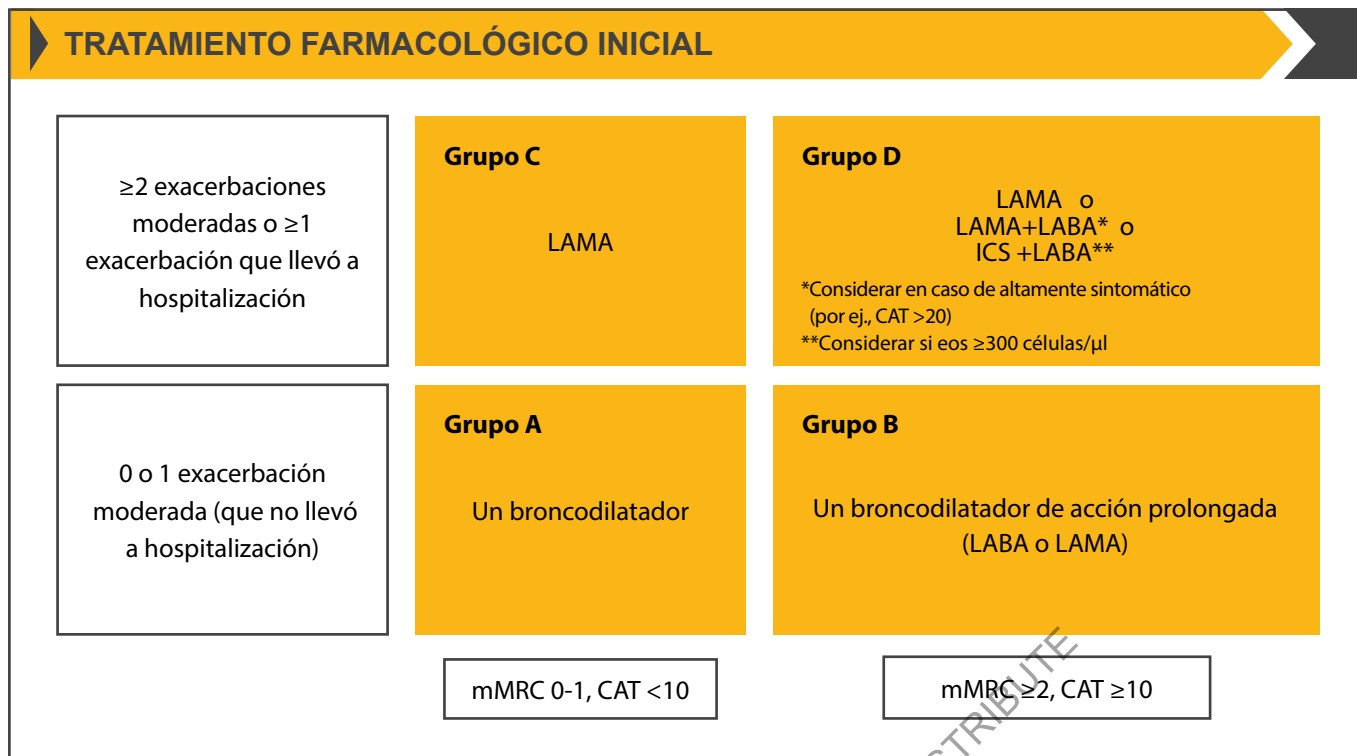 TRATAMIENTO FARMACOLÓGICO INICIAL
≥2 exacerbaciones
moderadas o ≥1
exacerbación que llevó a
hospitalización
Grupo C
LAMA
Grupo D
LAMA o
LAMA+LABA* o
ICS +LABA**
*Considerar en caso de altamente sintomático
(por ej., CAT >20)
**Considerar si eos ≥300 células/μl
0 o 1 exacerbación
moderada (que no llevó
a hospitalización)
Grupo A
Un broncodilatador
Grupo B
Un broncodilatador de acción prolongada
(LABA o LAMA)
mMRC 0-1, CAT <10
mMRC ≥2, CAT ≥10